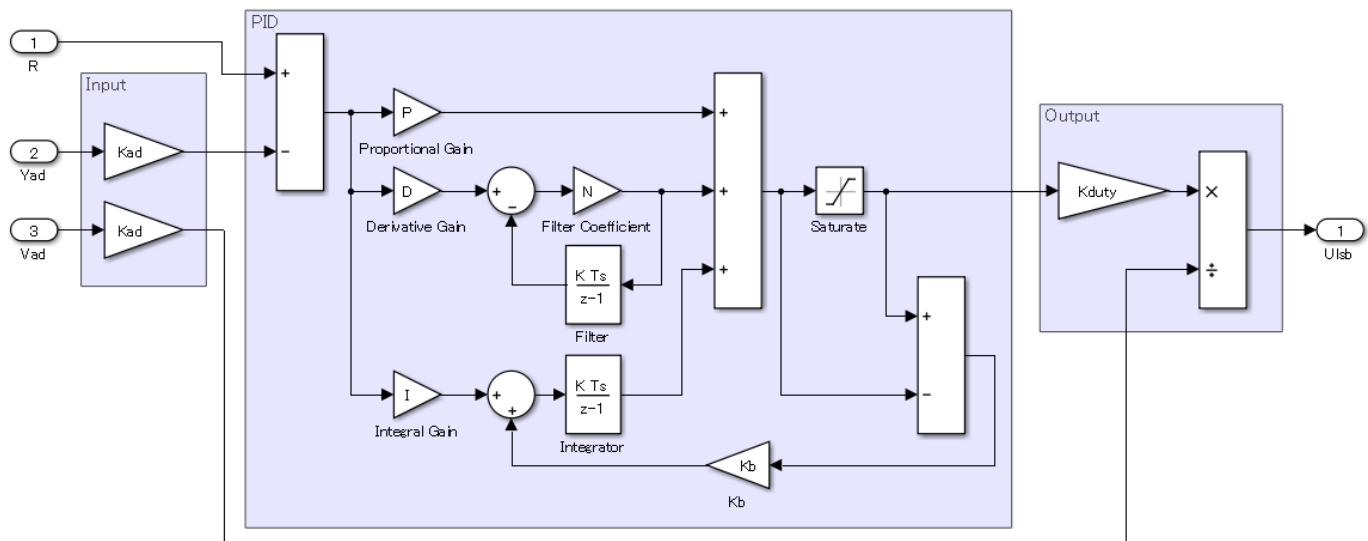 PID
1
R
+
−
Input
2
Yad
Kad
3
Vad
Kad
P
Proportional Gain
D
Derivative Gain
+
−
N
Filter Coefficient
K Ts
z-1
Filter
I
Integral Gain
+
+
K Ts
z-1
Integrator
+
+
+
Saturate
+
−
Kb
Kb
Output
Kduty
×
÷
1
Ulsb